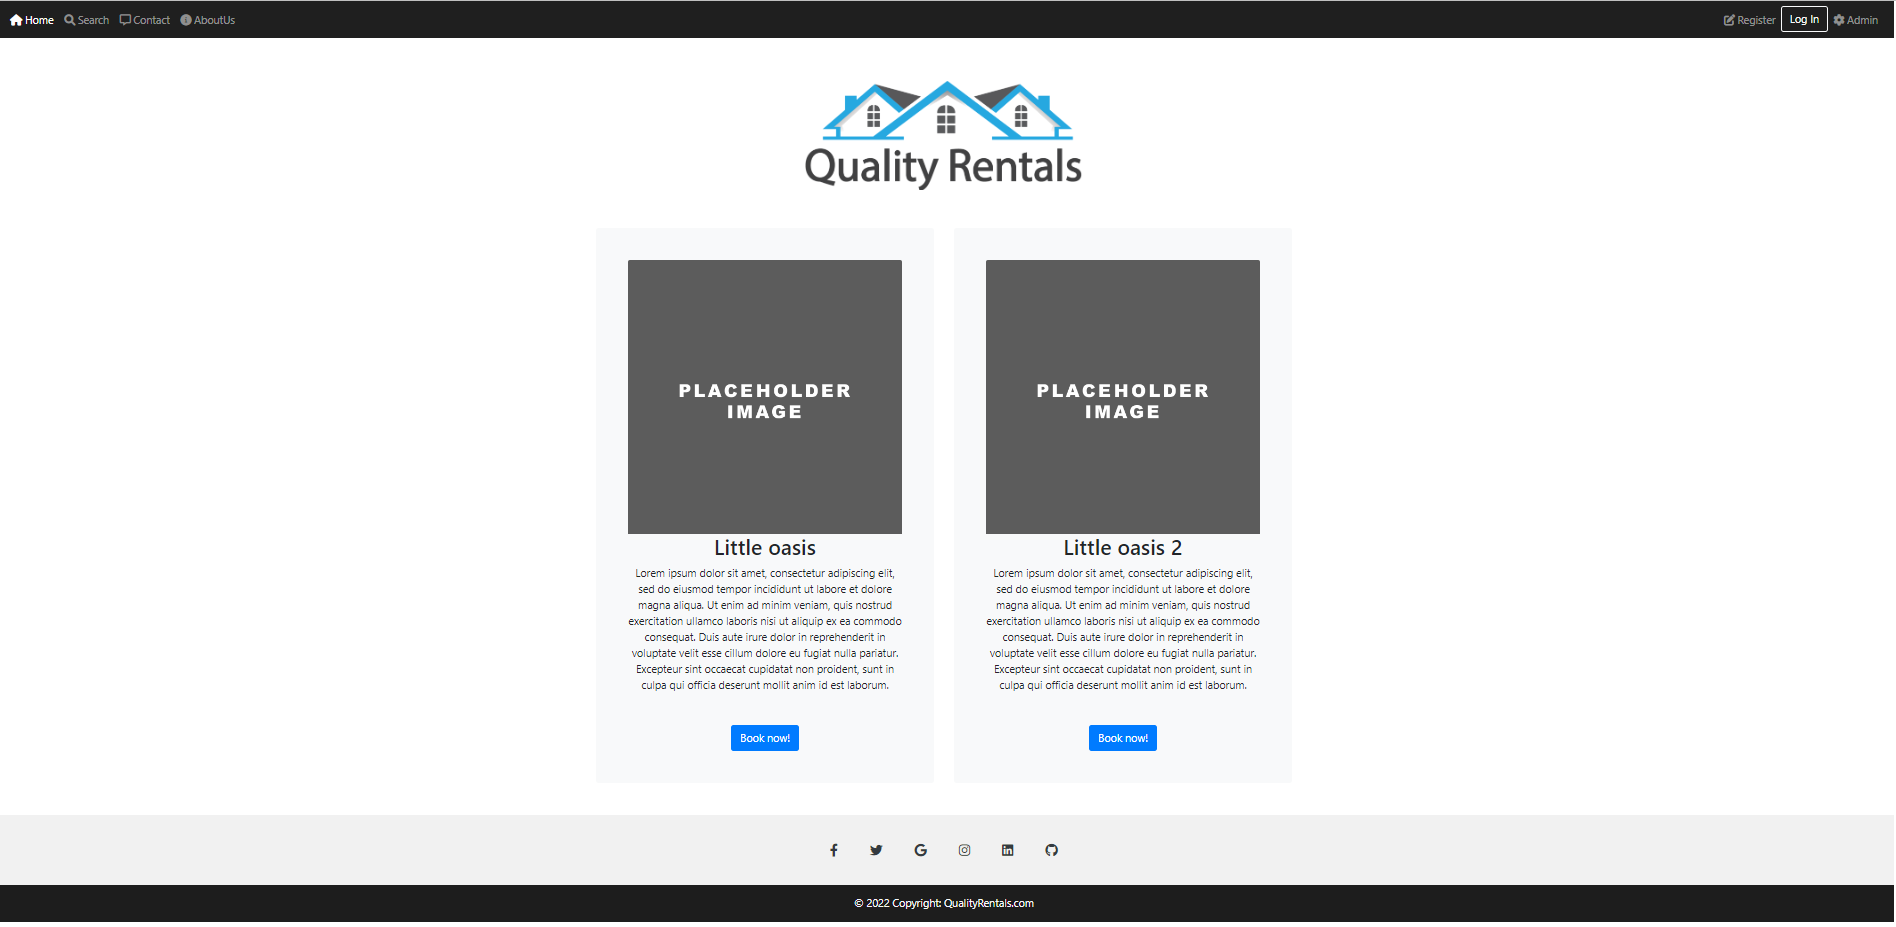 Home Search Contact AboutUs Register Log In Admin
Quality Rentals
PLACEHOLDER
IMAGE
Little oasis
Lorem ipsum dolor sit amet, consectetur adipiscing elit,
sed do eiusmod tempor incididunt ut labore et dolore
magna aliqua. Ut enim ad minim veniam, quis nostrud
exercitation ullamco laboris nisi ut aliquip ex ea commodo
consequat. Duis aute irure dolor in reprehenderit in
voluptate velit esse cillum dolore eu fugiat nulla pariatur.
Excepteur sint occaecat cupidatat non proident, sunt in
culpa qui officia deserunt mollit anim id est laborum.
Book now!
PLACEHOLDER
IMAGE
Little oasis 2
Lorem ipsum dolor sit amet, consectetur adipiscing elit,
sed do eiusmod tempor incididunt ut labore et dolore
magna aliqua. Ut enim ad minim veniam, quis nostrud
exercitation ullamco laboris nisi ut aliquip ex ea commodo
consequat. Duis aute irure dolor in reprehenderit in
voluptate velit esse cillum dolore eu fugiat nulla pariatur.
Excepteur sint occaecat cupidatat non proident, sunt in
culpa qui officia deserunt mollit anim id est laborum.
Book now!
© 2022 Copyright: QualityRentals.com